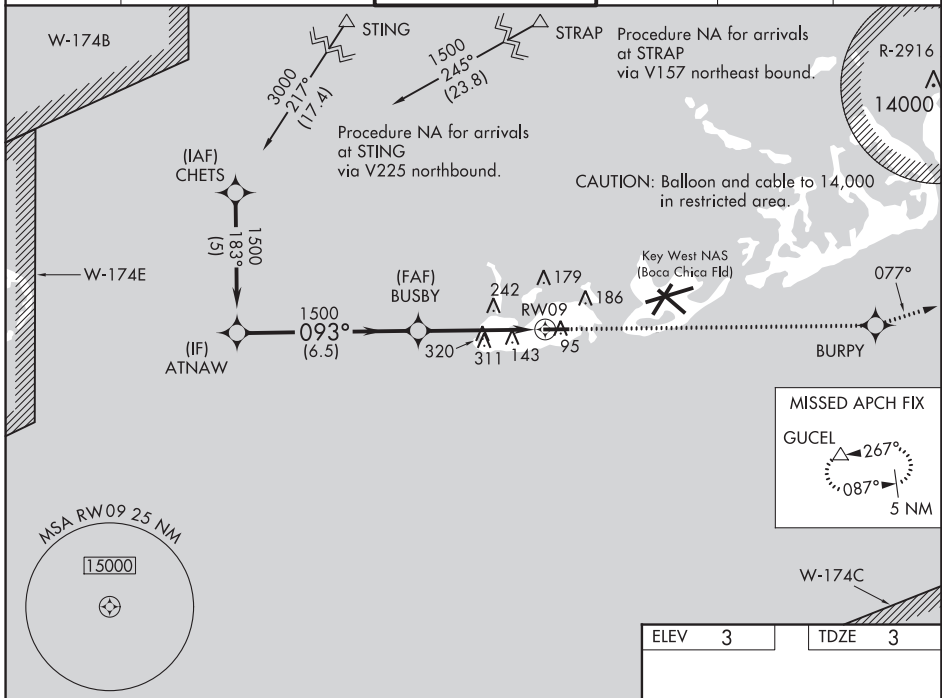 W-174B
STING
STRAP
3000
217°
(17.4)
1500
245°
(23.8)
Procedure NA for arrivals
at STRAP
via V157 northeast bound.
R-2916
14000
Procedure NA for arrivals
at STING
via V225 northbound.
(IAF)
CHETS
CAUTION: Balloon and cable to 14,000
in restricted area.
1500
183°
(5)
W-174E
Key West NAS
(Boca Chica Fld)
077°
(FAF)
BUSBY
242
179
186
RW09
1500
093°
(6.5)
(IF)
ATNAW
320
311
143
95
BURPY
MISSED APCH FIX
GUCEL
267°
087°
5 NM
MSA RW09 25 NM
15000
W-174C
ELEV 3
TDZE 3